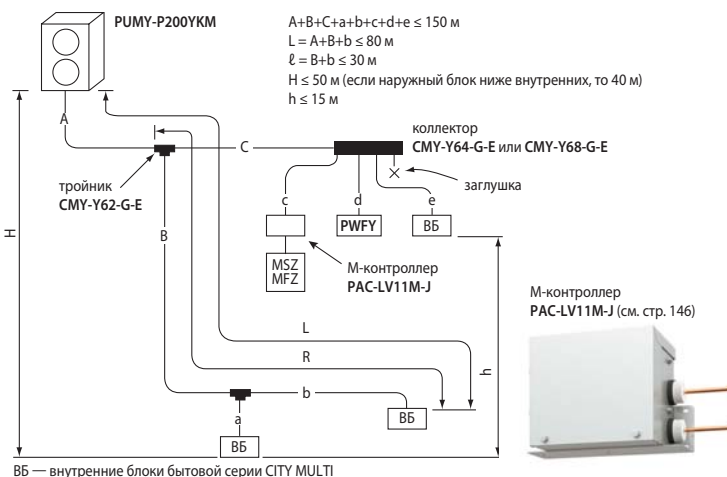 PUMY-P200YKM
A+B+C+a+b+c+d+e ≤ 150 м
L = A+B+b ≤ 80 м
ℓ = B+b ≤ 30 м
H ≤ 50 м (если наружный блок ниже внутренних, то 40 м)
h ≤ 15 м
A
C
коллектор
CMY-Y64-G-E или CMY-Y68-G-E
заглушка
тройник
CMY-Y62-G-E
c
d
e
PWFY
ВБ
H
B
MSZ
MFZ
М-контроллер
PAC-LV11M-J
М-контроллер
PAC-LV11M-J (см. стр. 146)
L
R
h
b
a
ВБ
ВБ
ВБ — внутренние блоки бытовой серии CITY MULTI